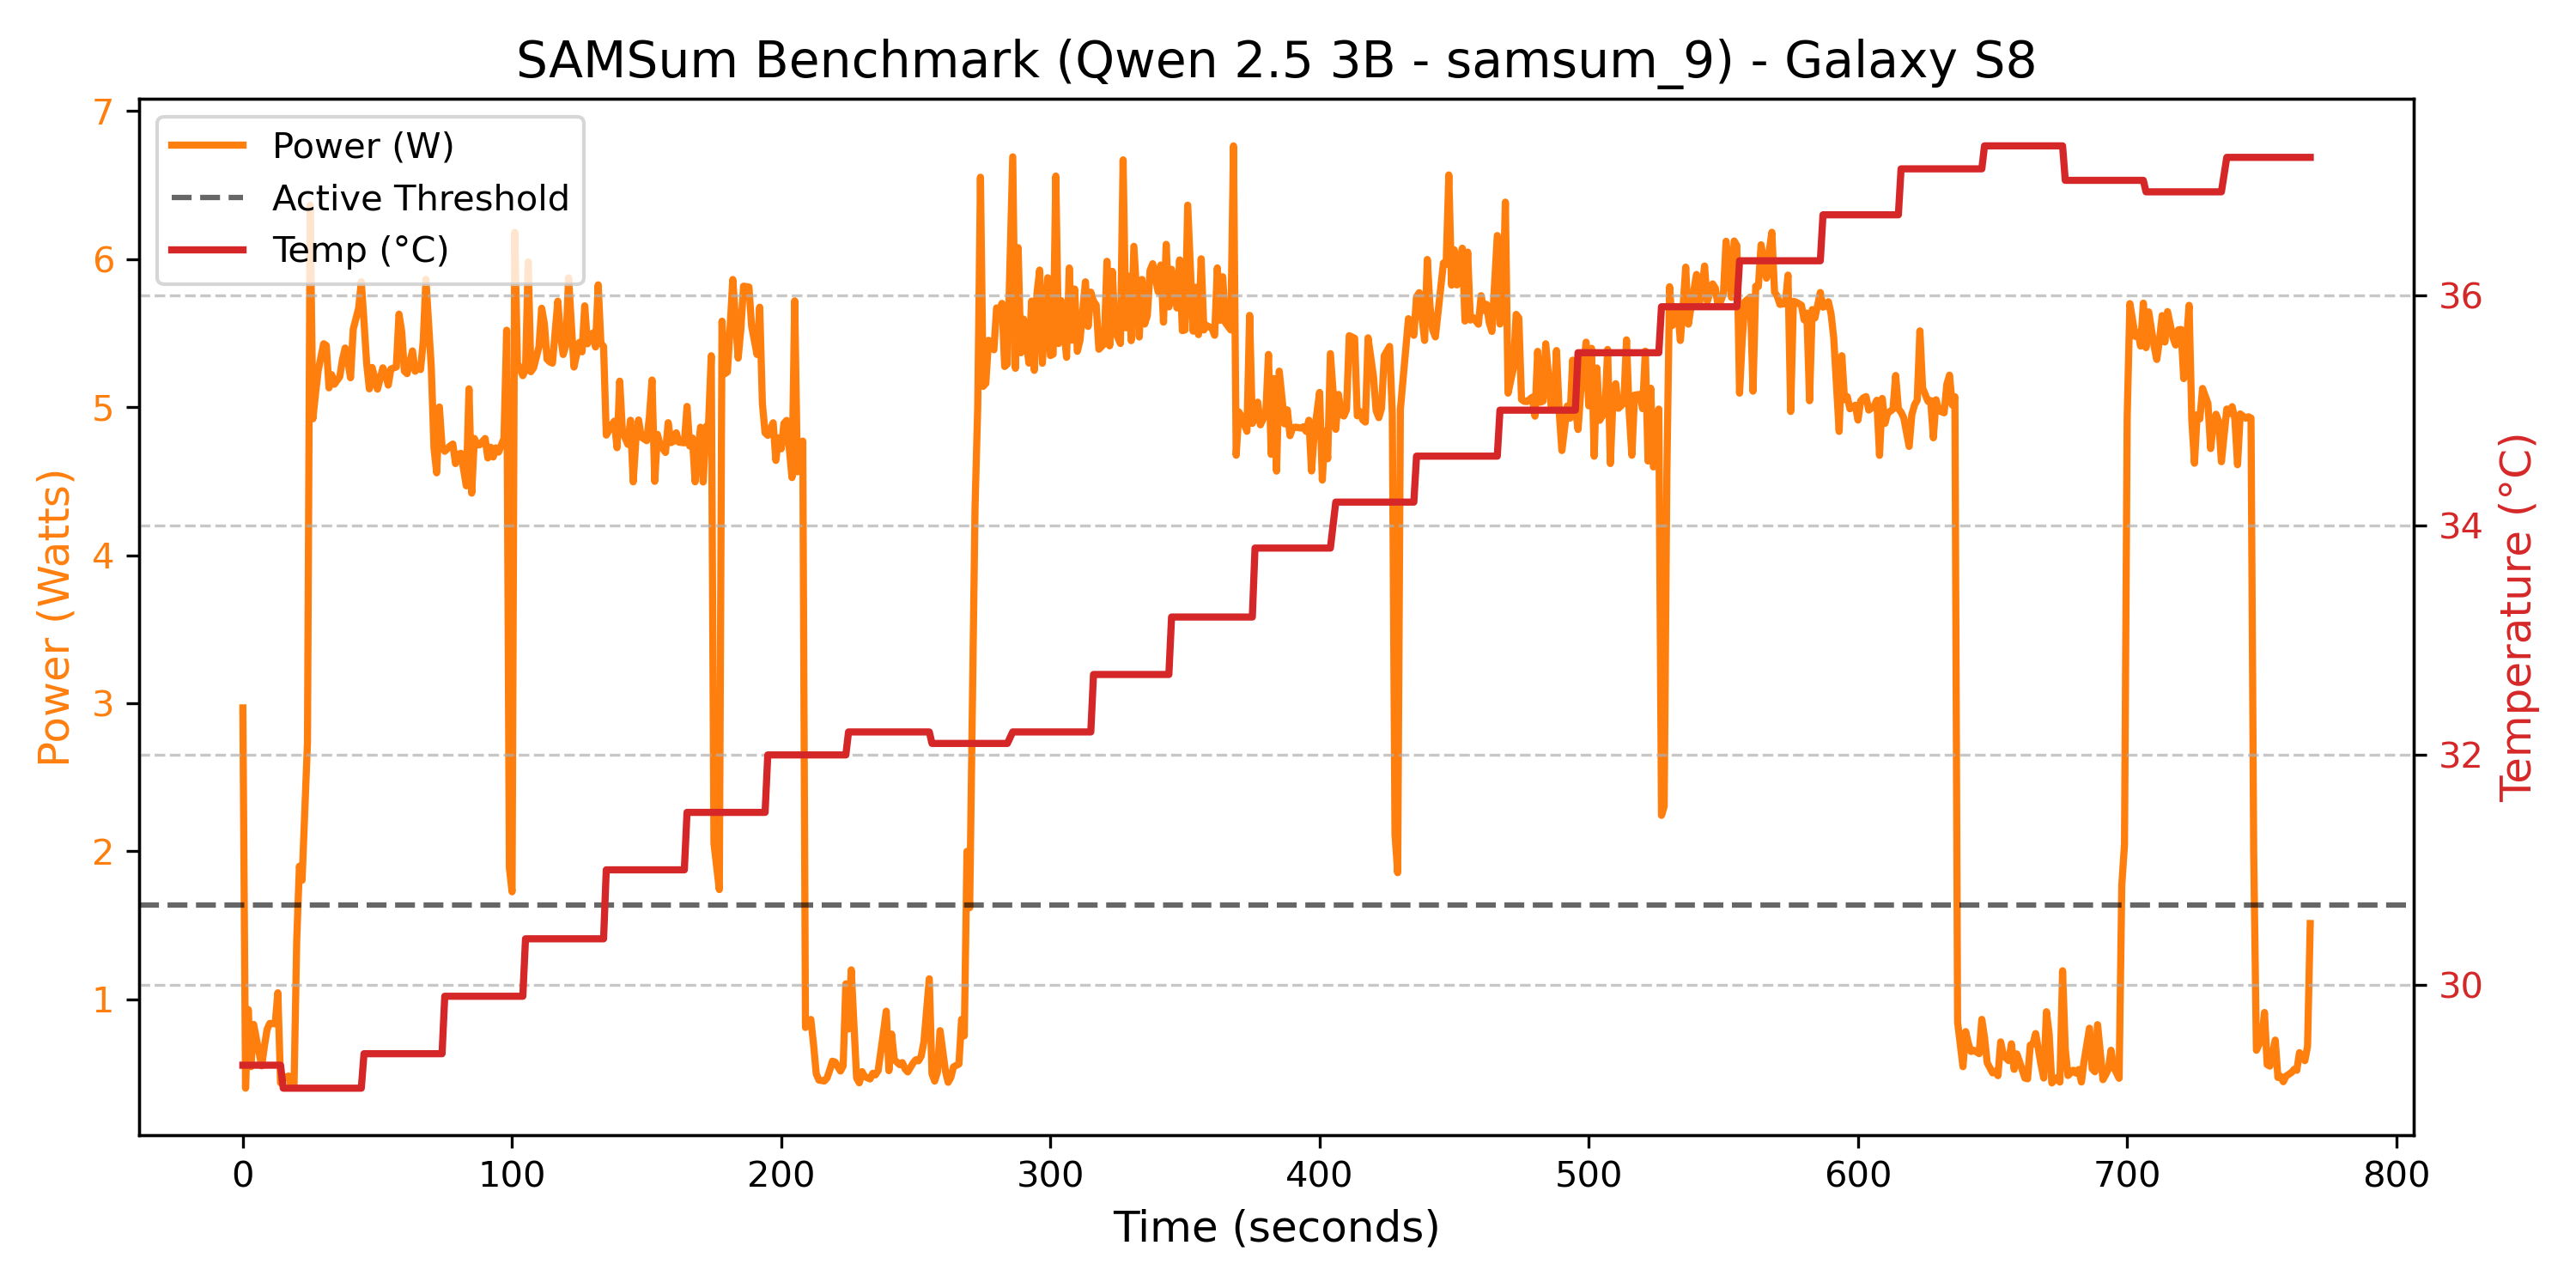 SAMSum Benchmark (Qwen 2.5 3B - samsum_9) - Galaxy S8
Power (W)
Active Threshold
Temp (°C)
7
6
5
4
3
2
1
Power (Watts)
36
34
32
30
Temperature (°C)
0 100 200 300 400 500 600 700 800
Time (seconds)